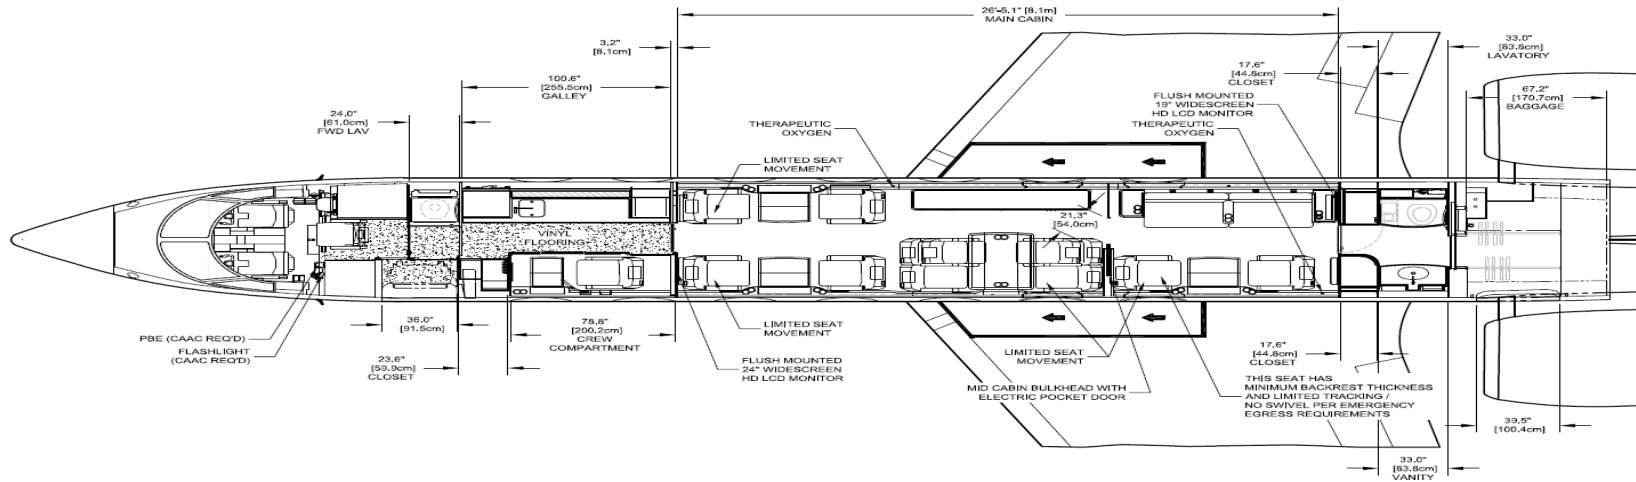 26'-5.1" [8.1m]
MAIN CABIN
33.0"
[83.8cm]
LAVATORY
3.2"
[8.1cm]
17.6"
[44.8cm]
CLOSET
100.6"
[255.5cm]
GALLEY
67.2"
[170.7cm]
BAGGAGE
FLUSH MOUNTED
19" WIDESCREEN
HD LCD MONITOR
24.0"
[61.0cm]
FWD LAV
THERAPEUTIC
OXYGEN
THERAPEUTIC
OXYGEN
LIMITED SEAT
MOVEMENT
21.3"
[54.0cm]
VINYL
FLOORING
36.0"
[91.5cm]
78.8"
[200.2cm]
CREW
COMPARTMENT
LIMITED SEAT
MOVEMENT
PBE (CAAC REQ'D)
FLASHLIGHT
(CAAC REQ'D)
23.6"
[59.9cm]
CLOSET
FLUSH MOUNTED
24" WIDESCREEN
HD LCD MONITOR
LIMITED SEAT
MOVEMENT
17.6"
[44.8cm]
CLOSET
MID CABIN BULKHEAD WITH
ELECTRIC POCKET DOOR
THIS SEAT HAS
MINIMUM BACKREST THICKNESS
AND LIMITED TRACKING /
NO SWIVEL PER EMERGENCY
EGRESS REQUIREMENTS
39.5"
[100.4cm]
33.0"
[83.8cm]
VANITY